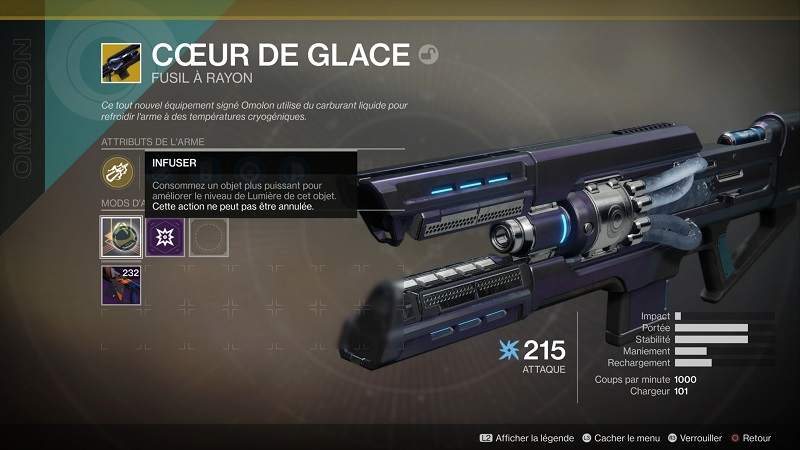 OMOLON
CŒUR DE GLACE
FUSIL À RAYON
Ce tout nouvel équipement signé Omolon utilise du carburant liquide pour
refroidir l'arme à des températures cryogéniques.
ATTRIBUTS DE L'ARME
INFUSER
Consommez un objet plus puissant pour
améliorer le niveau de Lumière de cet objet.
Cette action ne peut pas être annulée.
MODS D'A
232
215
ATTAQUE
Impact
Portée
Stabilité
Maniement
Rechargement
Coups par minute 1000
Chargeur 101
L2 Afficher la légende L3 Cacher le menu R3 Verrouiller Retour